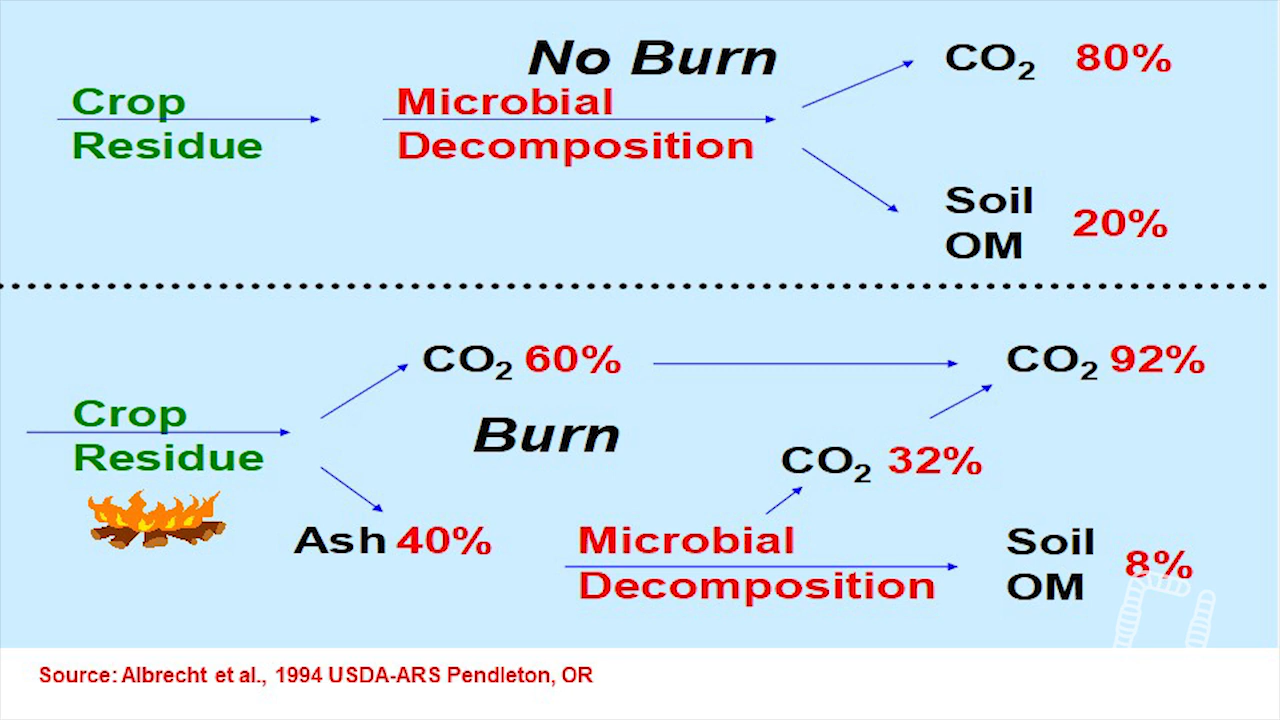 No Burn
Crop
Residue
Microbial
Decomposition
CO₂ 80%
Soil
OM
20%
CO₂ 60%
CO₂ 92%
Crop
Residue
Burn
CO₂ 32%
Ash 40%
Microbial
Decomposition
Soil
OM
8%
Source: Albrecht et al., 1994 USDA-ARS Pendleton, OR